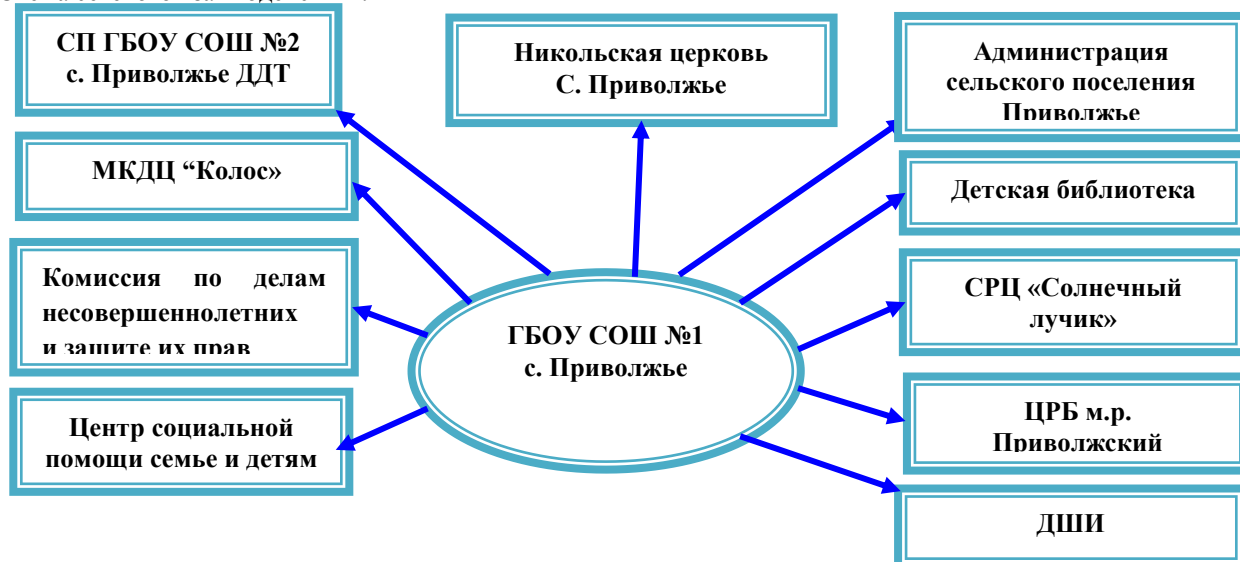 СП ГБОУ СОШ №2
с. Приволжье ДДТ
Никольская церковь
С. Приволжье
Администрация
сельского поселения
Приволжье
МКДЦ “Колос»
Детская библиотека
Комиссия по делам
несовершеннолетних
и защите их прав
СРЦ «Солнечный
лучик»
ГБОУ СОШ №1
с. Приволжье
Центр социальной
помощи семье и детям
ЦРБ м.р.
Приволжский
ДШИ